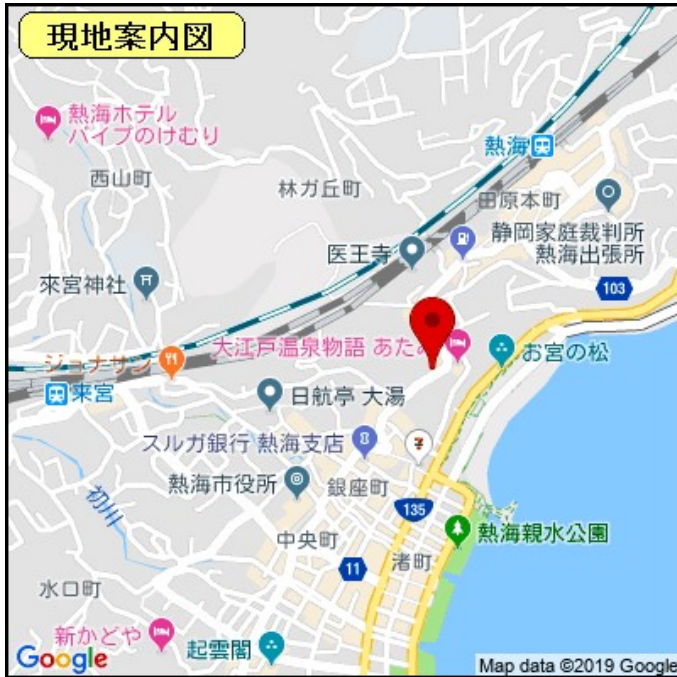 現地案内図
熱海ホテル
パイプのけむり
西山町
林ガ丘町
熱海
田原本町
静岡家庭裁判所
熱海出張所
医王寺
來宮神社
103
大江戸温泉物語 あたみ
お宮の松
ジョナサン
来宮
日航亭 大湯
スルガ銀行 熱海支店
7
熱海市役所
銀座町
135
初川
中央町
熱海親水公園
渚町
11
水口町
新かどや
起雲閣
Google
Map data ©2019 Google